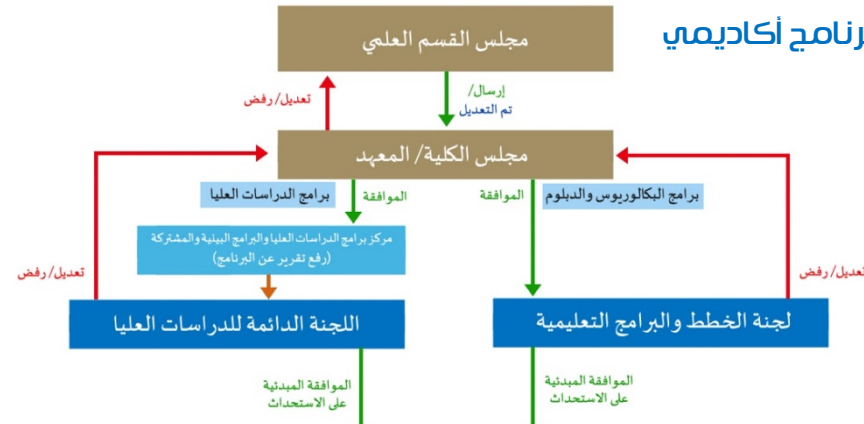 رنامج أكاديمي
مجلس القسم العلمي
إرسال/
تم التعديل
تعديل/ رفض
مجلس الكلية/ المعهد
برامج البكالوريوس والدبلوم
الموافقة
الموافقة
برامج الدراسات العليا
مركز برامج الدراسات العليا والبرامج البينية والمشتركة
(رفع تقرير عن البرنامج)
تعديل/ رفض
تعديل/ رفض
لجنة الخطط والبرامج التعليمية
اللجنة الدائمة للدراسات العليا
الموافقة المبدئية
على الاستحداث
الموافقة المبدئية
على الاستحداث